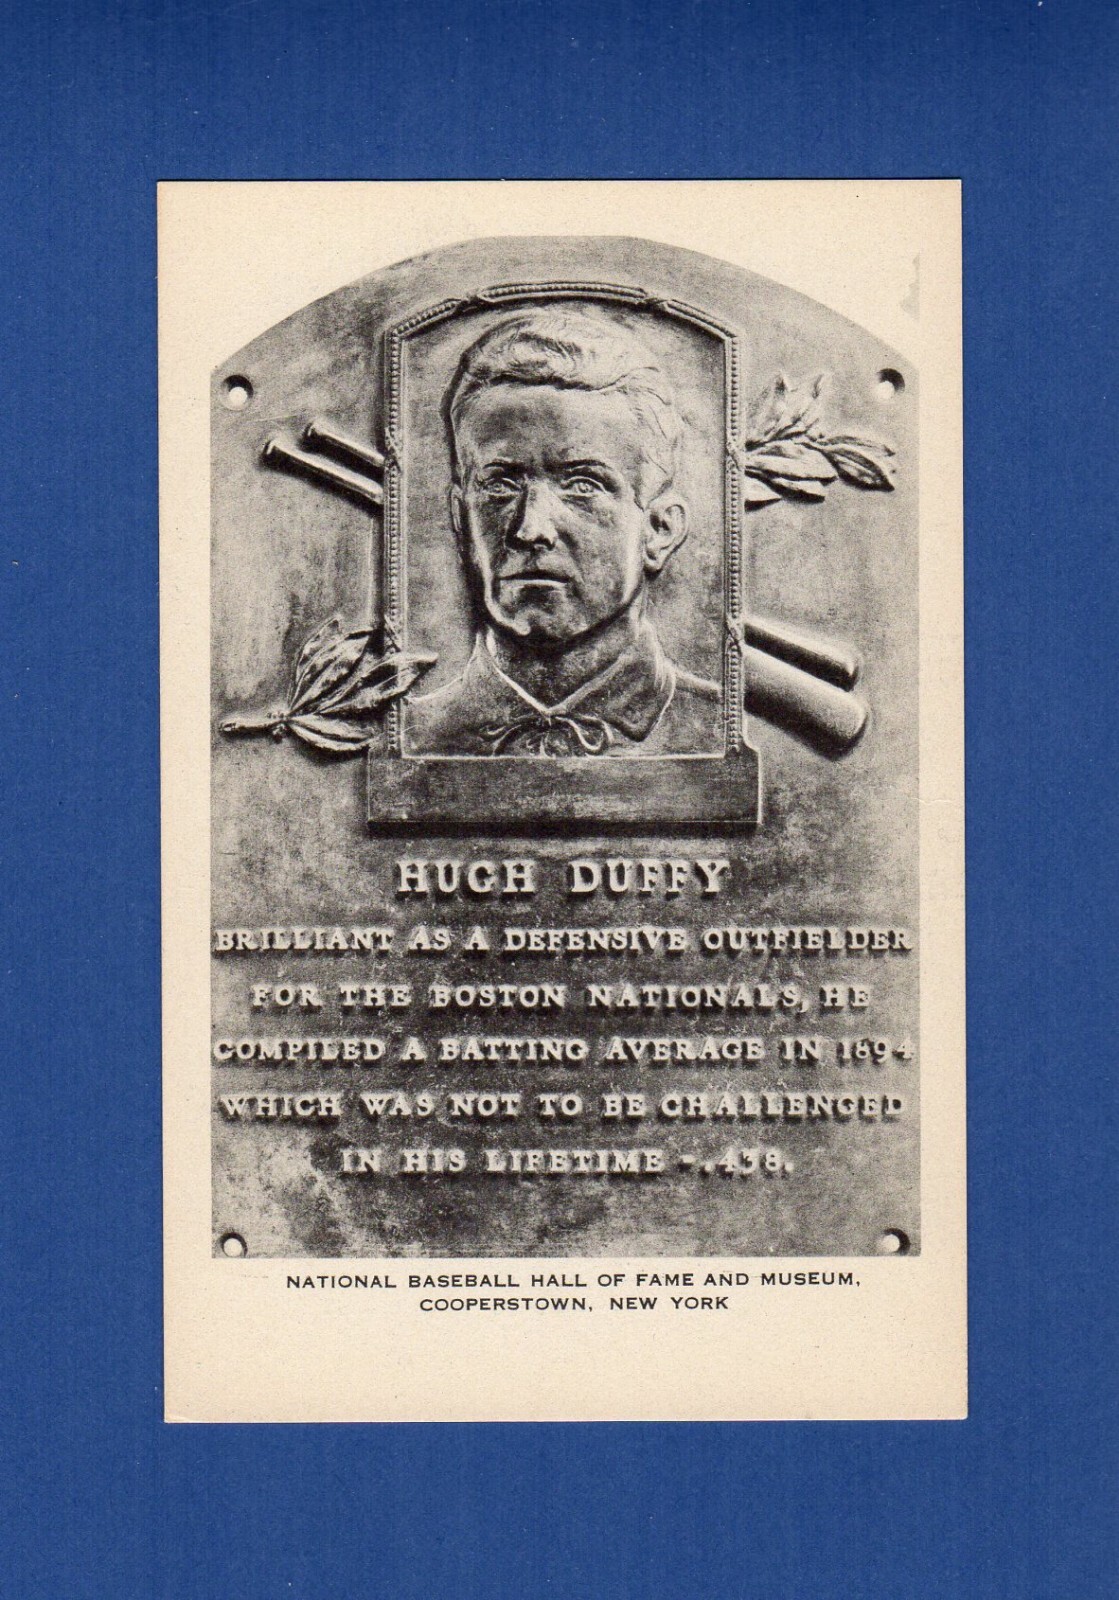 HUGH DUFFY
BRILLIANT AS A DEFENSIVE OUTFIELDER
FOR THE BOSTON NATIONALS, HE
COMPILED A BATTING AVERAGE IN 1894
WHICH WAS NOT TO BE CHALLENGED
IN HIS LIFETIME -.438.
NATIONAL BASEBALL HALL OF FAME AND MUSEUM,
COOPERSTOWN, NEW YORK